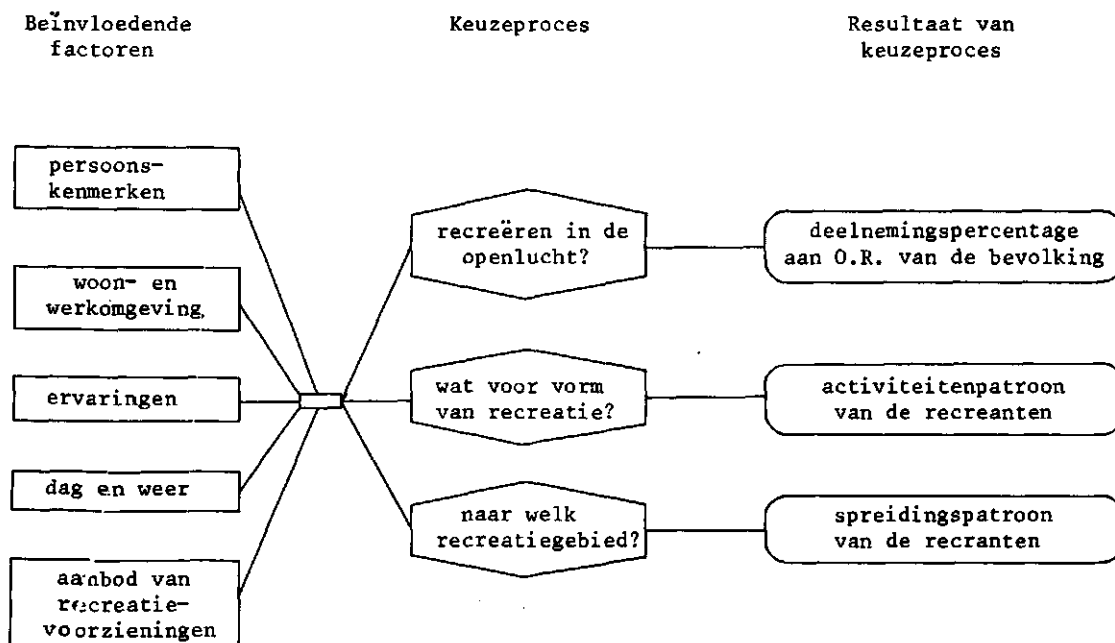 Beïnvloedende
factoren
Keuzeproces
Resultaat van
keuzeproces
persoons-
kenmerken
woon- en
werkomgeving
ervaringen
dag en weer
aanbod van
recreatie-
voorzieningen
recreëren in de
openlucht?
wat voor vorm
van recreatie?
naar welk
recreatiegebied?
deelnemingspercentage
aan O.R. van de bevolking
activiteitenpatroon
van de recreanten
spreidingspatroon
van de recranten